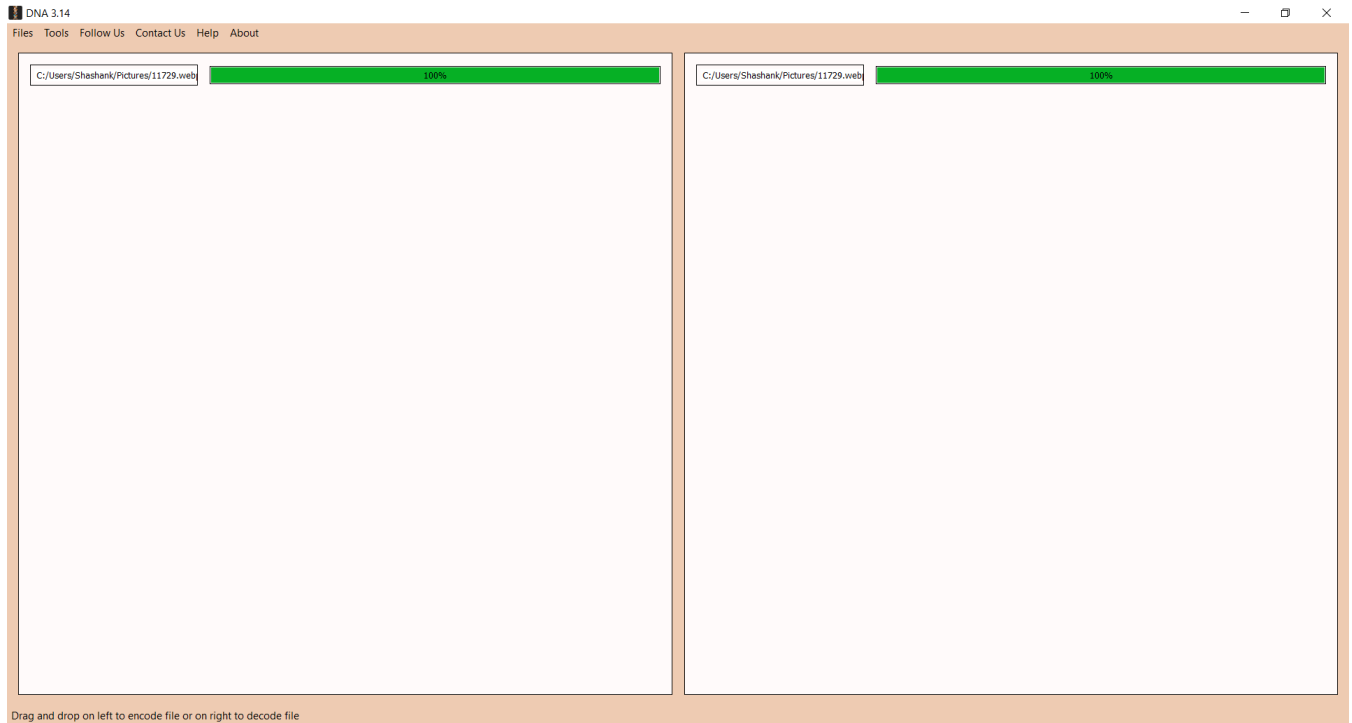 DNA 3.14
Files Tools Follow Us Contact Us Help About
C:/Users/Shashank/Pictures/11729.web 100%
C:/Users/Shashank/Pictures/11729.web 100%
Drag and drop on left to encode file or on right to decode file